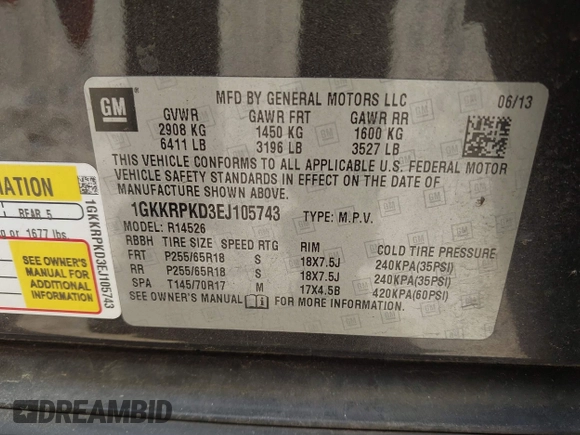 GM
MFD BY GENERAL MOTORS LLC 06/13
GVWR GAWR FRT GAWR RR
2908 KG 1450 KG 1600 KG
6411 LB 3196 LB 3527 LB
THIS VEHICLE CONFORMS TO ALL APPLICABLE U.S. FEDERAL MOTOR
VEHICLE SAFETY STANDARDS IN EFFECT ON THE DATE OF
MANUFACTURE SHOWN ABOVE.
1GKKRPKD3EJ105743 TYPE: M.P.V.
MODEL: R14526
RBBH TIRE SIZE SPEED RTG RIM COLD TIRE PRESSURE
FRT P255/65R18 S 18X7.5J 240KPA(35PSI)
RR P255/65R18 S 18X7.5J 240KPA(35PSI)
SPA T145/70R17 M 17X4.5B 420KPA(60PSI)
SEE OWNER'S MANUAL FOR MORE INFORMATION
REAR 5
or 1677 lbs
SEE OWNER'S
MANUAL FOR
ADDITIONAL
INFORMATION
1GKKRPKD3EJ105743
DREAMBID